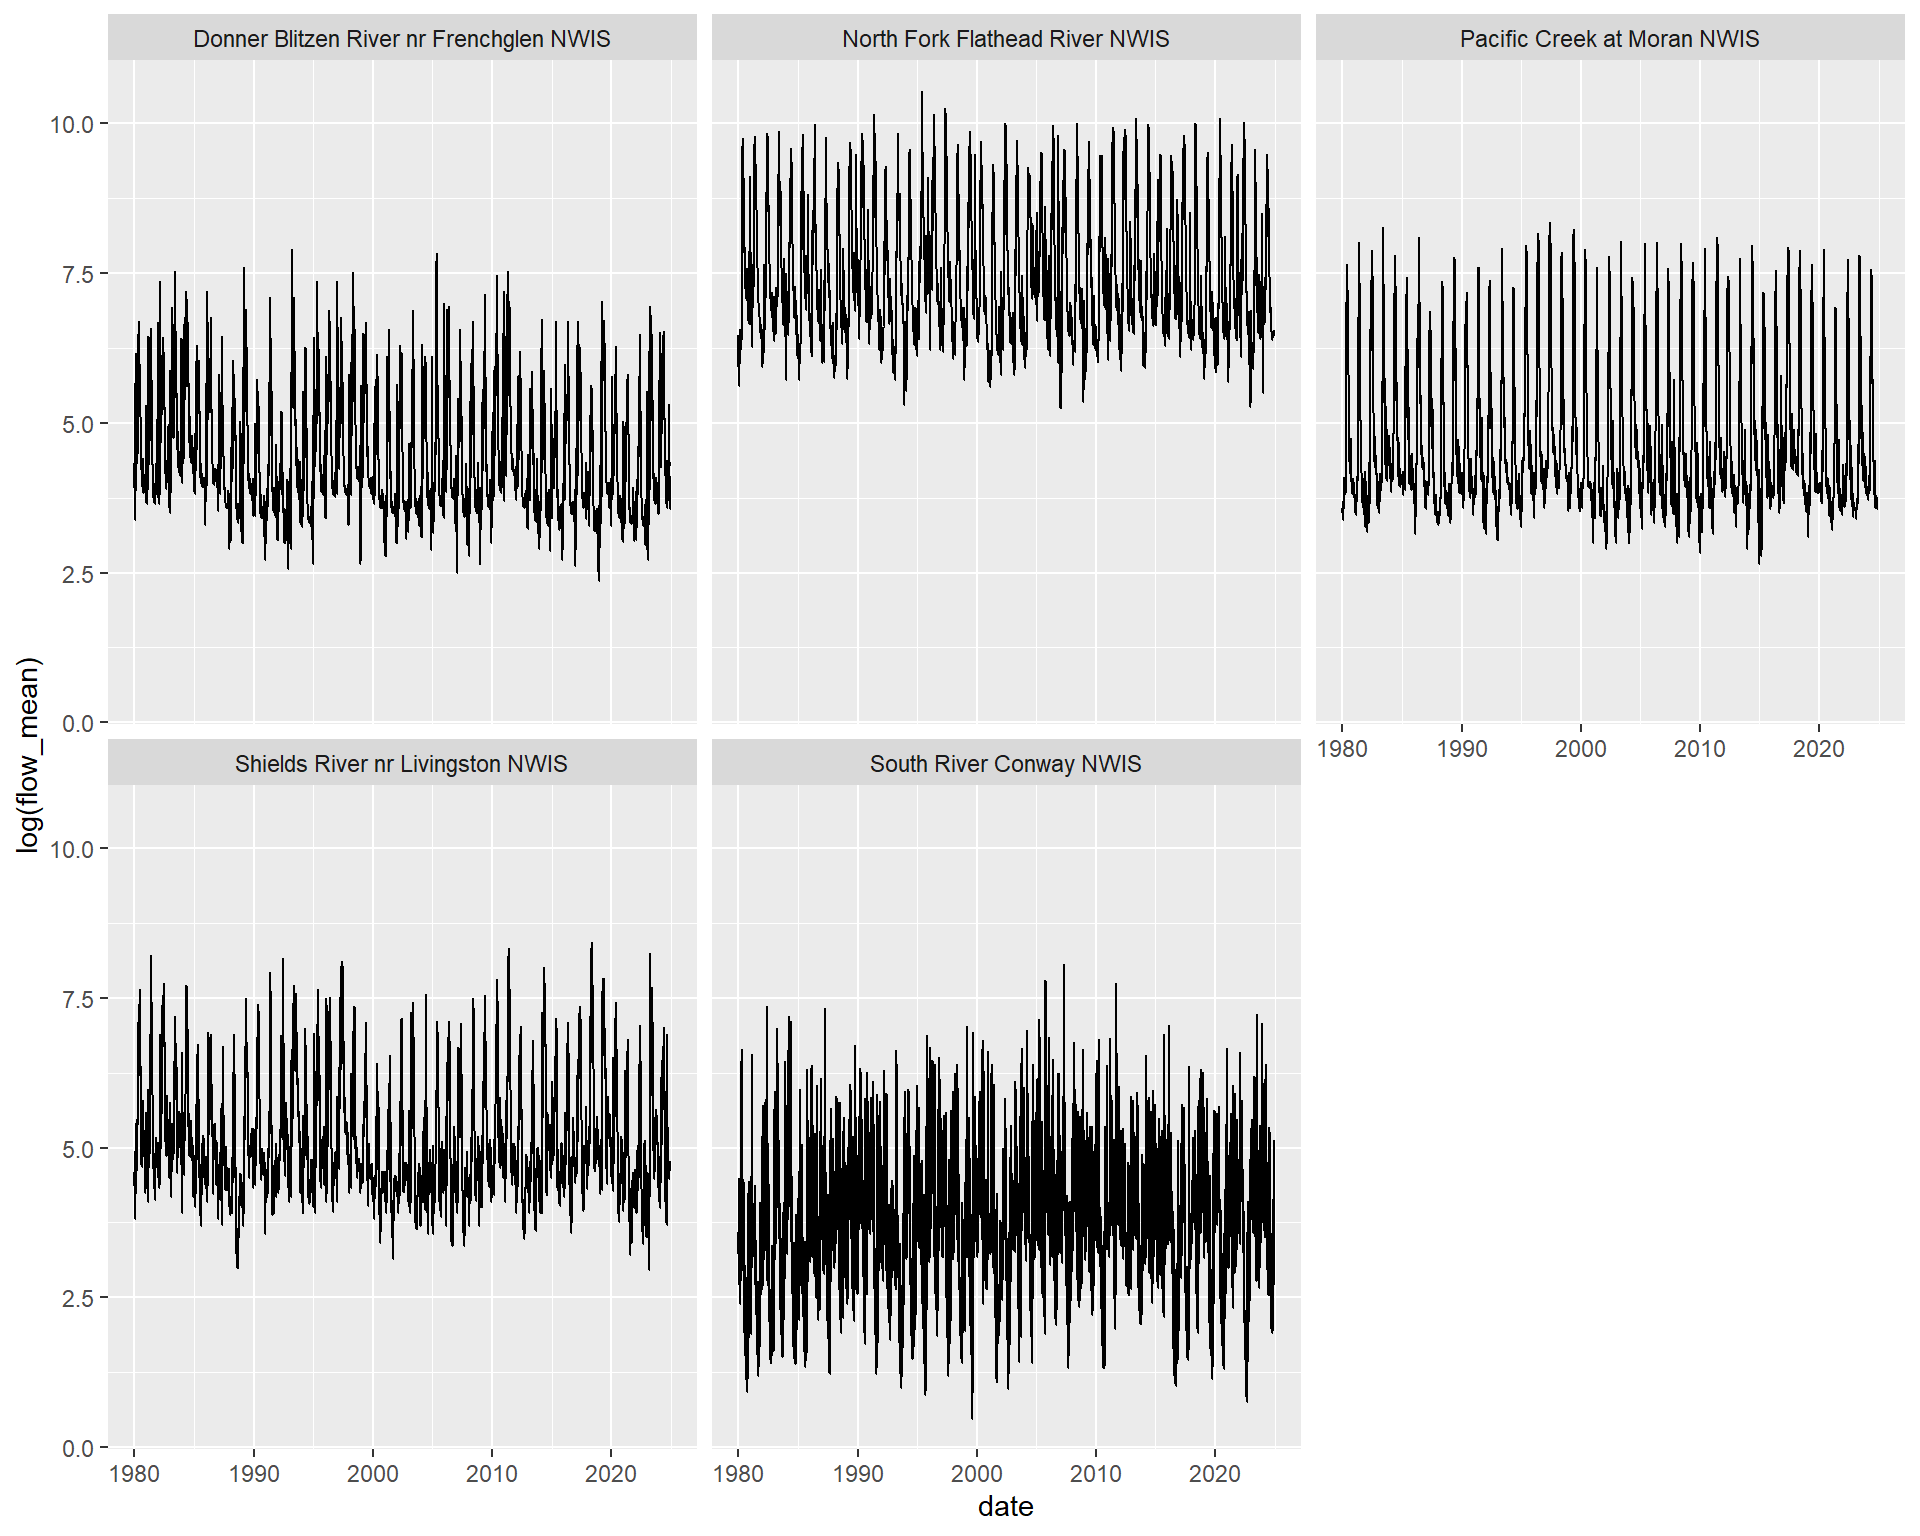 Donner Blitzen River nr Frenchglen NWIS
North Fork Flathead River NWIS
Pacific Creek at Moran NWIS
10.0
7.5
5.0
2.5
0.0
1980 1990 2000 2010 2020
log(flow_mean)
Shields River nr Livingston NWIS
South River Conway NWIS
10.0
7.5
5.0
2.5
0.0
1980 1990 2000 2010 2020
1980 1990 2000 2010 2020
date